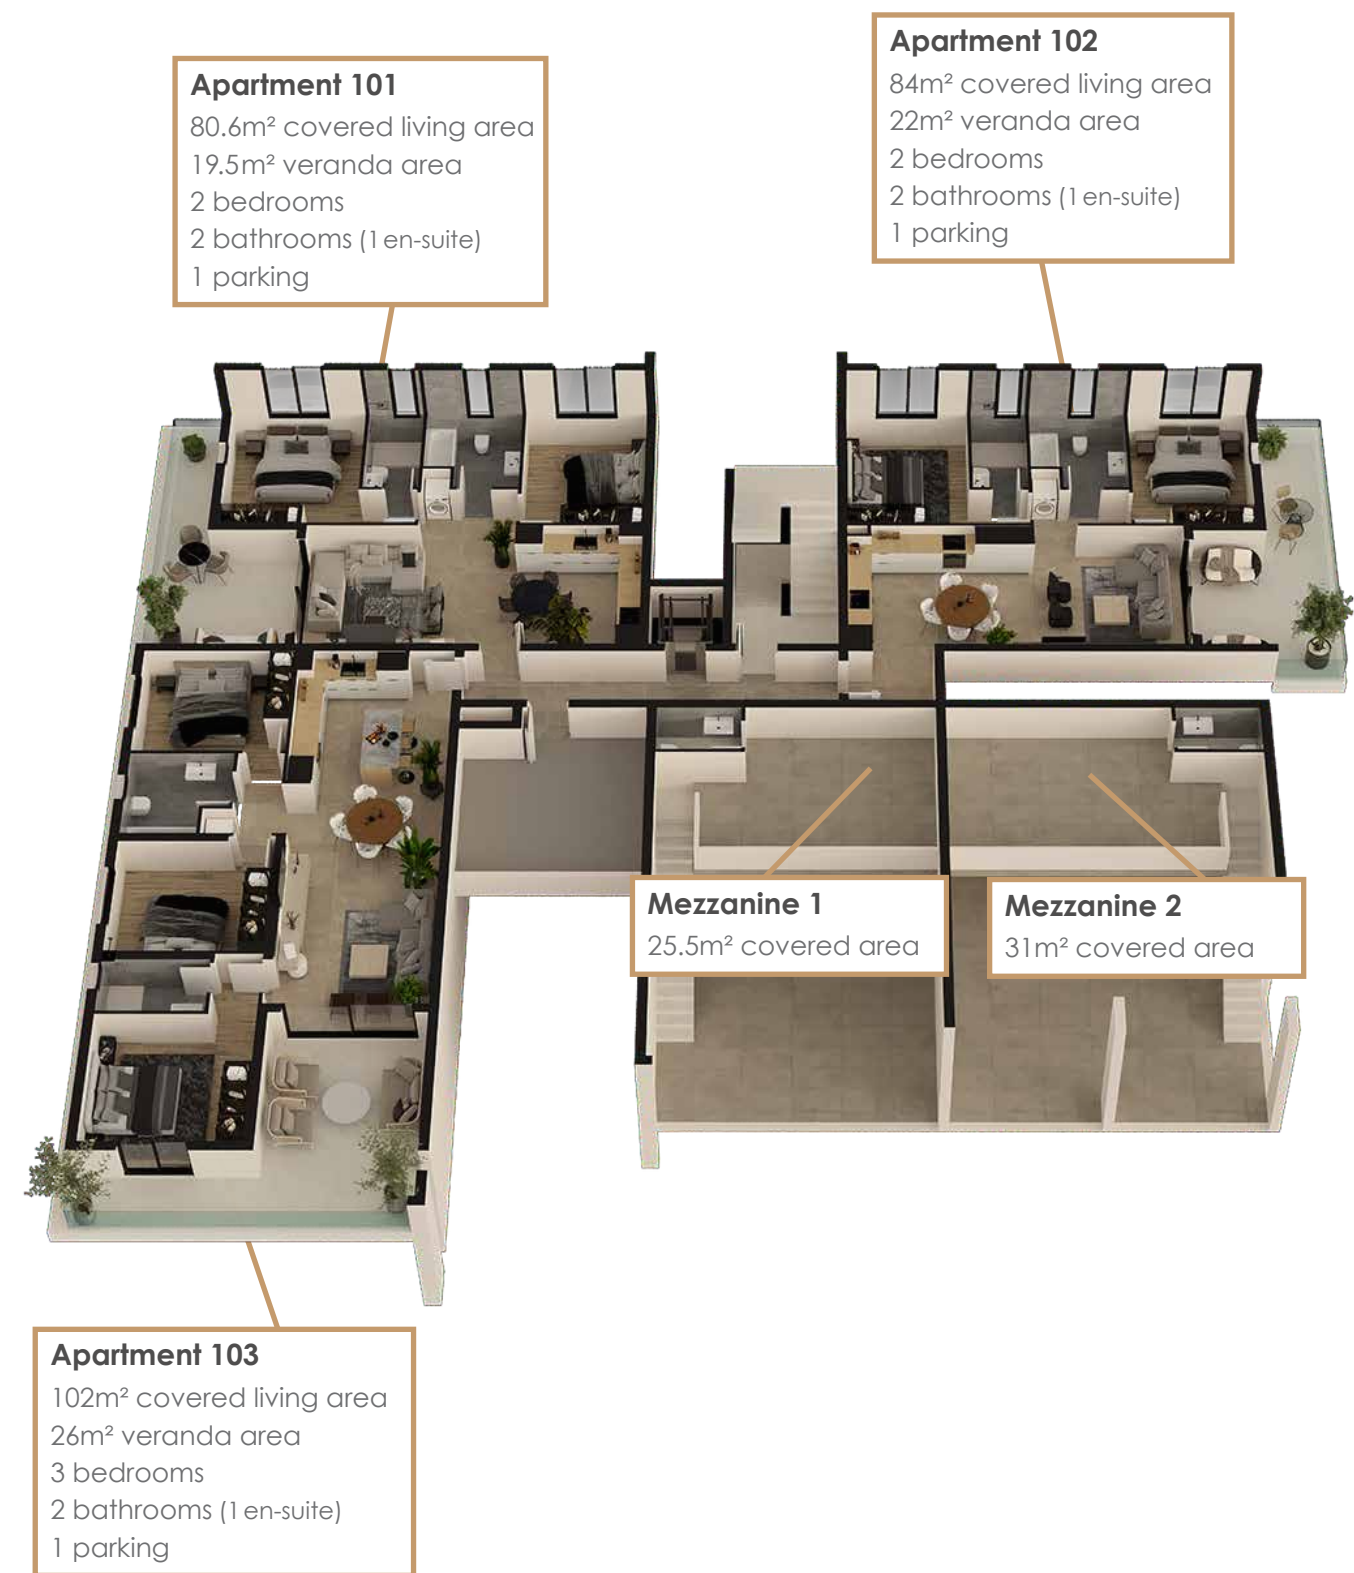 Apartment 101
80.6m² covered living area
19.5m² veranda area
2 bedrooms
2 bathrooms (1 en-suite)
1 parking
Apartment 102
84m² covered living area
22m² veranda area
2 bedrooms
2 bathrooms (1 en-suite)
1 parking
Mezzanine 1
25.5m² covered area
Mezzanine 2
31m² covered area
Apartment 103
102m² covered living area
26m² veranda area
3 bedrooms
2 bathrooms (1 en-suite)
1 parking